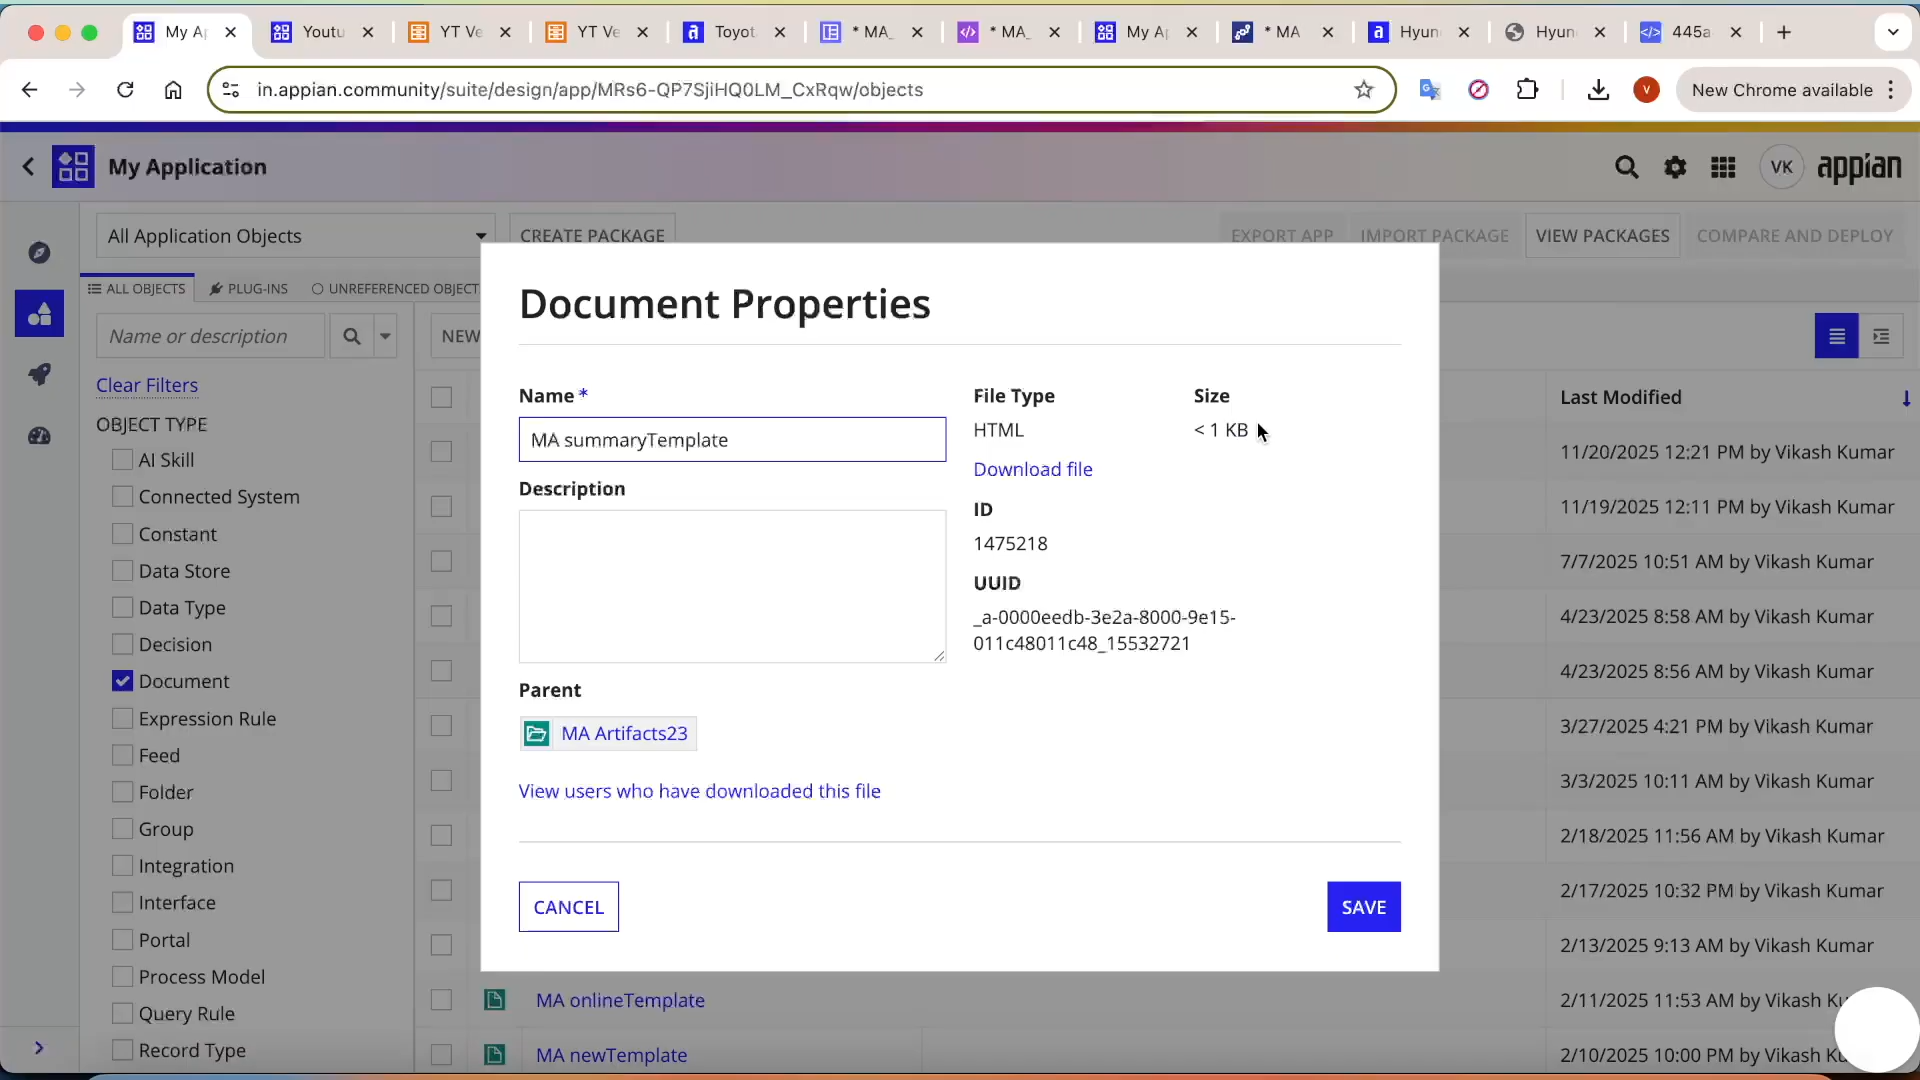 My Ap
Youtu
YT Ve
YT Ve
Toyot
* MA_
* MA_
My Ap
* MA
Hyun
Hyun
445a
in.appian.community/suite/design/app/MRs6-QP7SjiHQ0LM_CxRqw/objects
V
New Chrome available
My Application
VK
appian
All Application Objects
CREATE PACKAGE
EXPORT APP
IMPORT PACKAGE
VIEW PACKAGES
COMPARE AND DEPLOY
ALL OBJECTS
PLUG-INS
UNREFERENCED OBJECT
Name or description
NEW
Clear Filters
OBJECT TYPE
AI Skill
Connected System
Constant
Data Store
Data Type
Decision
Document
Expression Rule
Feed
Folder
Group
Integration
Interface
Portal
Process Model
Query Rule
Record Type
Document Properties
Name *
MA summaryTemplate
Description
Parent
MA Artifacts23
View users who have downloaded this file
File Type
HTML
Size
< 1 KB
Download file
ID
1475218
UUID
_a-0000eedb-3e2a-8000-9e15-
011c48011c48_15532721
CANCEL
SAVE
MA onlineTemplate
MA newTemplate
Last Modified
11/20/2025 12:21 PM by Vikash Kumar
11/19/2025 12:11 PM by Vikash Kumar
7/7/2025 10:51 AM by Vikash Kumar
4/23/2025 8:58 AM by Vikash Kumar
4/23/2025 8:56 AM by Vikash Kumar
3/27/2025 4:21 PM by Vikash Kumar
3/3/2025 10:11 AM by Vikash Kumar
2/18/2025 11:56 AM by Vikash Kumar
2/17/2025 10:32 PM by Vikash Kumar
2/13/2025 9:13 AM by Vikash Kumar
2/11/2025 11:53 AM by Vikash Ku
2/10/2025 10:00 PM by Vikash Ku